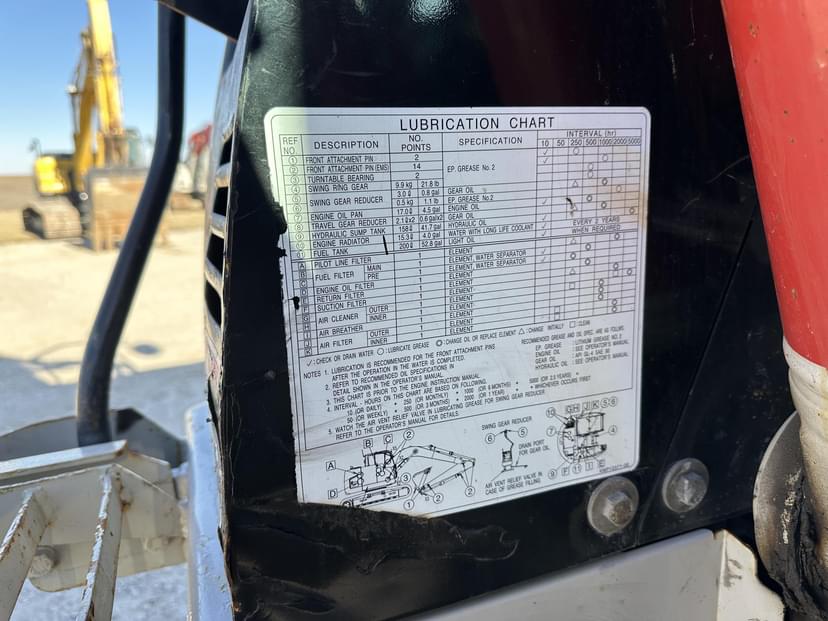 LUBRICATION CHART
REF NO. DESCRIPTION NO. POINTS SPECIFICATION INTERVAL (hr)
10 50 250 500 1000 2000 5000
① FRONT ATTACHMENT PIN 2 EP. GREASE No. 2 ✓ ○
② FRONT ATTACHMENT PIN (EMS) 14
③ TURNTABLE BEARING 2
④ SWING RING GEAR 9.9 kg 21.8 lb
SWING GEAR REDUCER 3.0 ℓ 0.8 gal GEAR OIL
0.5 kg 1.1 lb EP. GREASE No.2
ENGINE OIL PAN 17.0 ℓ 4.5 gal ENGINE OIL
TRAVEL GEAR REDUCER 2.1 ℓx2 0.6 galx2 GEAR OIL
HYDRAULIC SUMP TANK 158 ℓ 41.7 gal HYDRAULIC OIL
ENGINE RADIATOR 15.3 ℓ 4.0 gal WATER WITH LONG LIFE COOLANT EVERY 2 YEARS
FUEL TANK 200 ℓ 52.8 gal LIGHT OIL WHEN REQUIRED
A PILOT LINE FILTER 1 ELEMENT
B FUEL FILTER MAIN 1 ELEMENT, WATER SEPARATOR
C PRE 1 ELEMENT, WATER SEPARATOR
D ENGINE OIL FILTER 1 ELEMENT
E RETURN FILTER 1 ELEMENT
F SUCTION FILTER 1 ELEMENT
G AIR CLEANER OUTER 1 ELEMENT
H INNER 1 ELEMENT
I AIR BREATHER 1 ELEMENT
J AIR FILTER OUTER 1 ELEMENT
K INNER 1 ELEMENT
✓ : CHECK OR DRAIN WATER ○ : LUBRICATE GREASE ◎ : CHANGE OIL OR REPLACE ELEMENT △ : CHANGE INITIALLY □ : CLEAN
NOTES 1. LUBRICATION IS RECOMMENDED FOR THE FRONT ATTACHMENT PINS
AFTER THE OPERATION IN THE WATER IS COMPLETED.
2. REFER TO RECOMMENDED OIL SPECIFICATIONS IN
DETAIL SHOWN IN THE OPERATOR'S MANUAL.
3. THIS CHART IS PRIOR TO THE ENGINE INSTRUCTION MANUAL
4. INTERVAL - HOURS ON THIS CHART ARE BASED ON FOLLOWING.
10 (OR DAILY) * 250 (OR MONTHLY) * 1000 (OR 6 MONTHS) * 5000 (OR 2.5 YEARS) *
50 (OR WEEKLY) * 500 (OR 3 MONTHS) * 2000 (OR 1 YEAR) * * WHICHEVER OCCURS FIRST
5. WATCH THE AIR VENT RELIEF VALVE IN LUBRICATING GREASE FOR SWING GEAR REDUCER
REFER TO OPERATOR'S MANUAL FOR DETAILS
RECOMMENDED GREASE AND OIL SPEC. ARE AS FOLLOWS.
EP. GREASE : LITHIUM GREASE NO. 2
ENGINE OIL : SEE OPERATOR'S MANUAL
GEAR OIL : API GL-4 SAE 90
HYDRAULIC OIL : SEE OPERATOR'S MANUAL
SWING GEAR REDUCER
DRAIN PORT
FOR GEAR OIL
AIR VENT RELIEF VALVE IN
CASE OF GREASE FILLING